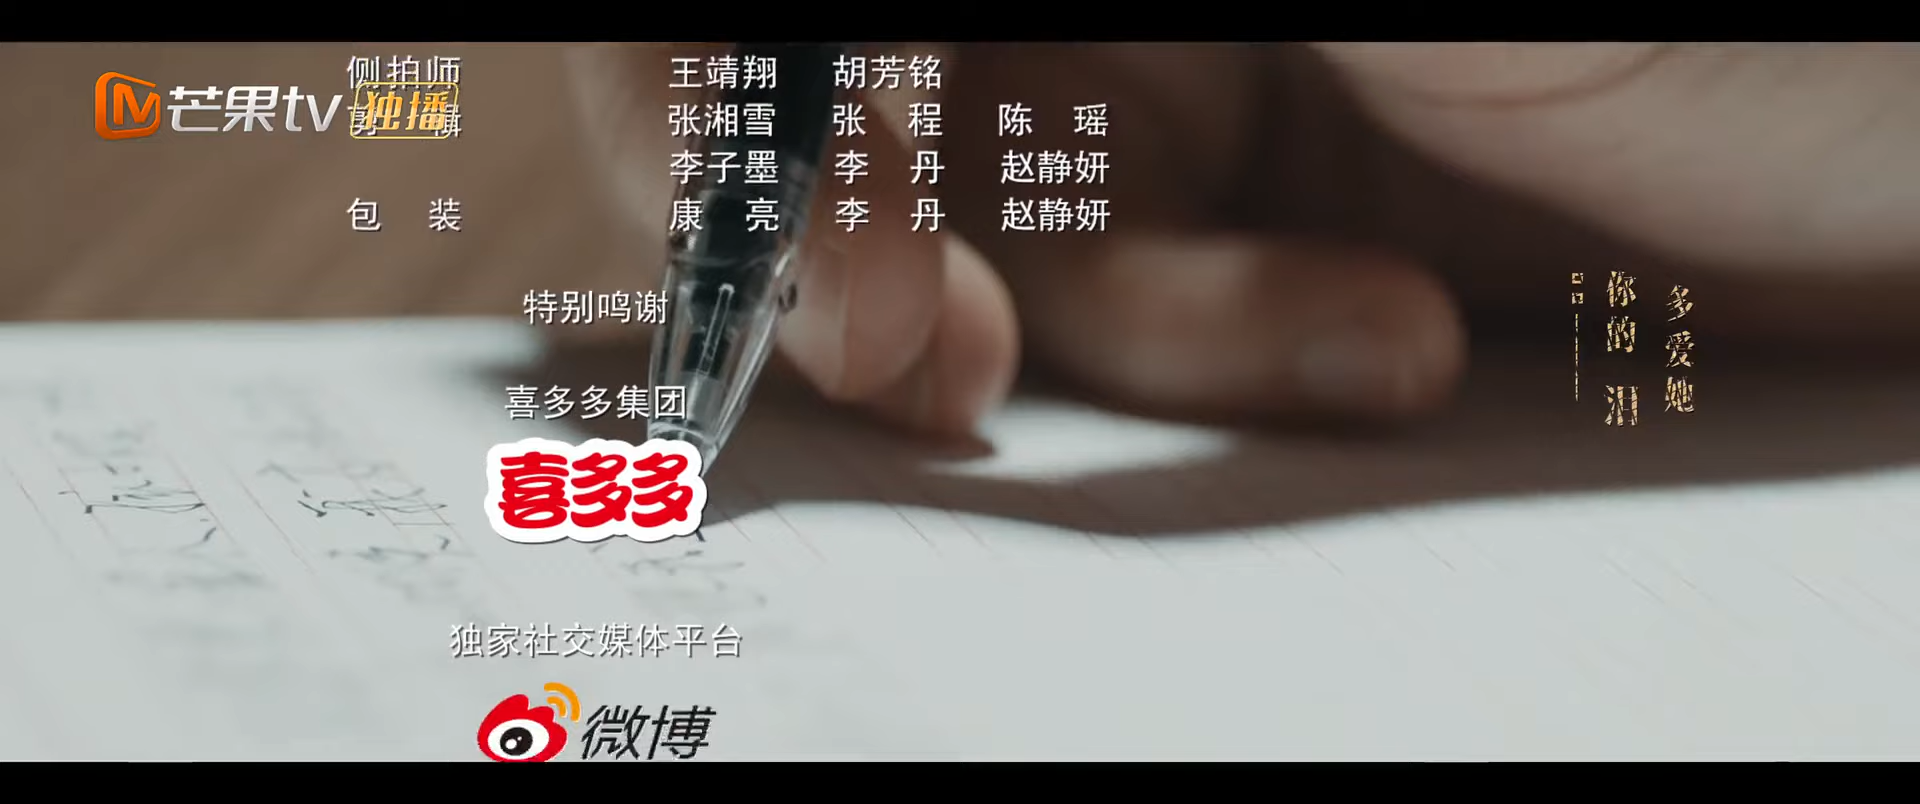 芒果tv 独播
侧拍师 王靖翔 胡芳铭
剪辑 张湘雪 张程 陈瑶
李子墨 李丹 赵静妍
包装 康亮 李丹 赵静妍
特别鸣谢
喜多多集团
喜多多
独家社交媒体平台
微博
多爱她
你的泪